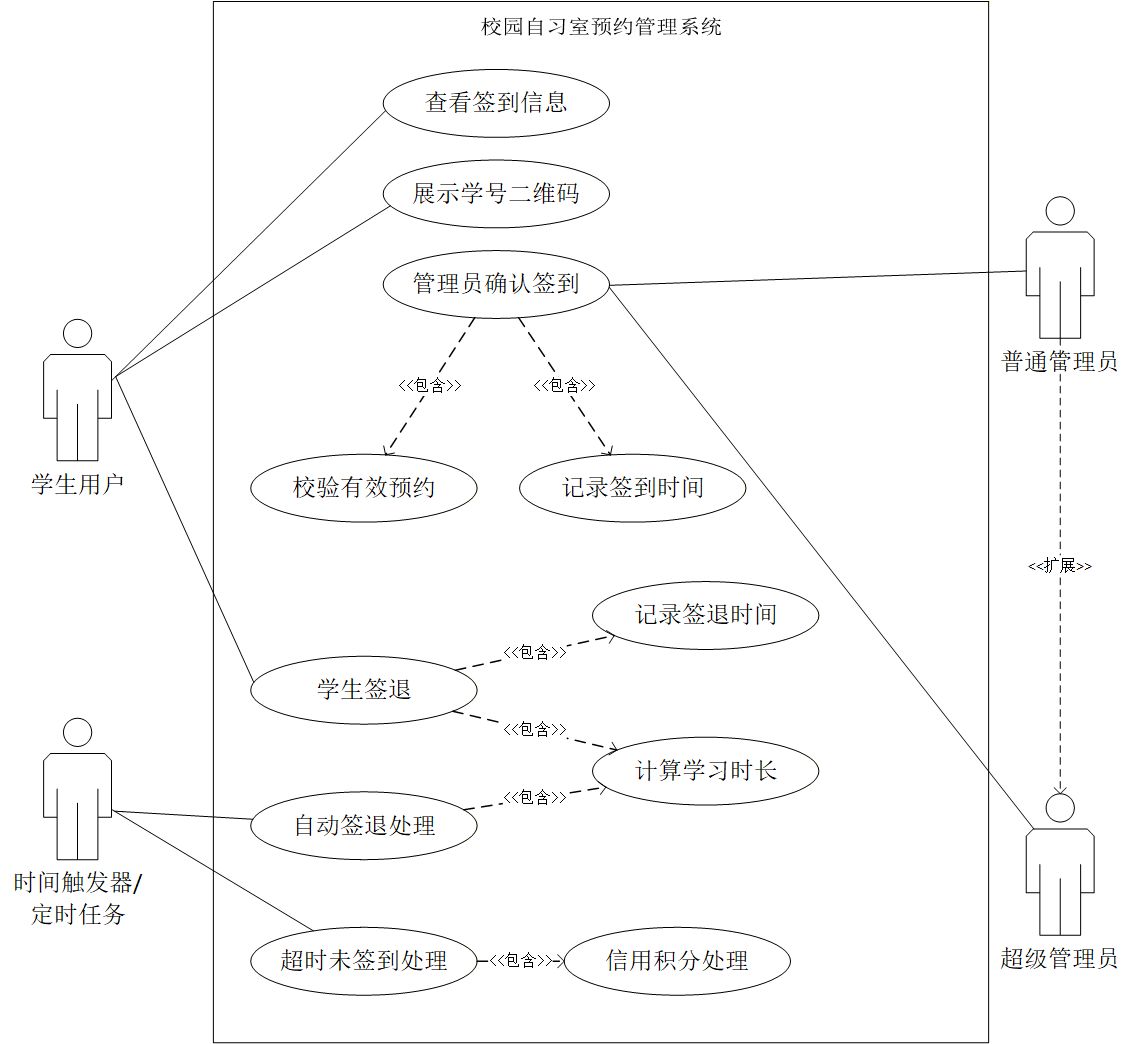 校园自习室预约管理系统
查看签到信息
展示学号二维码
管理员确认签到
普通管理员
<<包含>>
<<包含>>
学生用户
校验有效预约
记录签到时间
<<扩展>>
记录签退时间
<<包含>>
学生签退
<<包含>>
计算学习时长
<<包含>>
自动签退处理
时间触发器/
定时任务
超时未签到处理
<<包含>>
信用积分处理
超级管理员